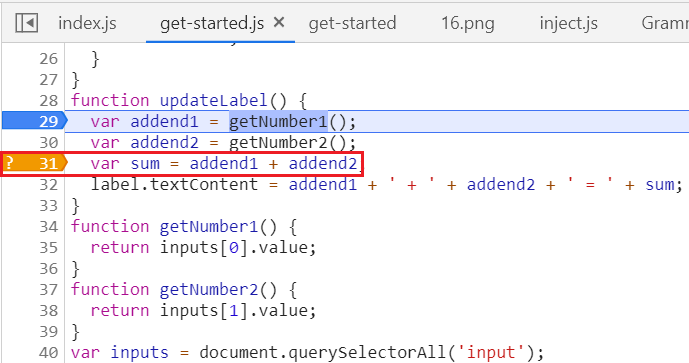 index.js get-started.js × get-started 16.png inject.js Gramm
26 }
27 }
28 function updateLabel() {
29 var addend1 = getNumber1();
30 var addend2 = getNumber2();
? 31 var sum = addend1 + addend2
32 label.textContent = addend1 + ' + ' + addend2 + ' = ' + sum;
33 }
34 function getNumber1() {
35 return inputs[0].value;
36 }
37 function getNumber2() {
38 return inputs[1].value;
39 }
40 var inputs = document.querySelectorAll('input');